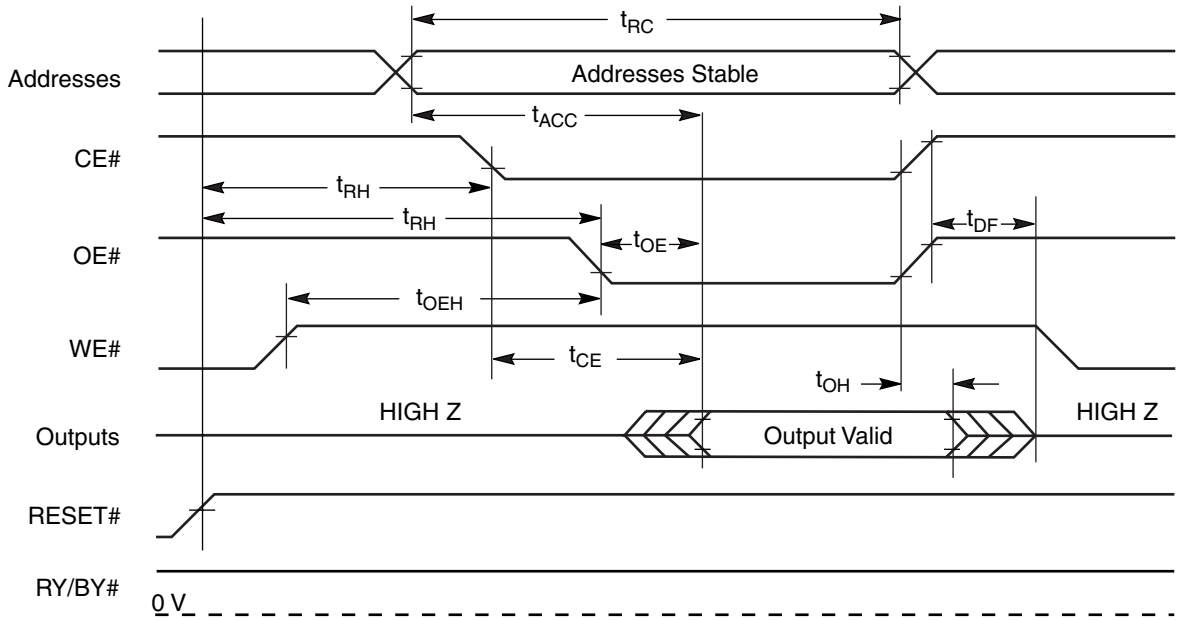 tRC
Addresses
Addresses Stable
tACC
CE#
tRH
tRH
tDF
OE#
tOE
tOEH
WE#
tCE
tOH
HIGH Z
HIGH Z
Outputs
Output Valid
RESET#
RY/BY#
0 V